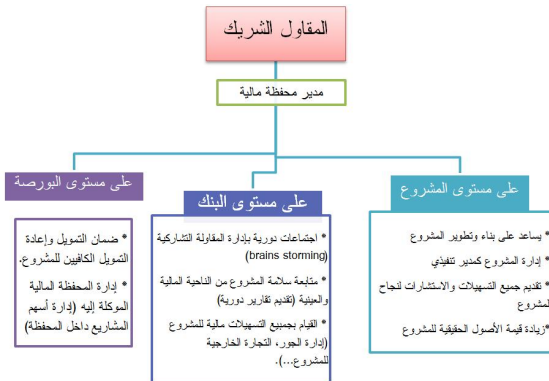 المقاول الشريك
مدير محفظة مالية
على مستوى المشروع
* يساعد على بناء وتطوير المشروع
* إدارة المشروع كمدير تنفيذي
* تقديم جميع التسهيلات والاستشارات لنجاح
المشروع
*زيادة قيمة الأصول الحقيقية للمشروع
على مستوى البنك
* اجتماعات دورية بإدارة المقاولة التشاركية
(brains storming)
* متابعة سلامة المشروع من الناحية المالية
والعينية (تقديم تقارير دورية)
* القيام بجمبيع التسهيلات مالية للمشروع
(إدارة الجور، التجارة الخارجية
للمشروع...).
على مستوى البورصة
* ضمان التمويل وإعادة
التمويل الكافيين للمشروع.
* إدارة المحفظة المالية
الموكلة إليه (إدارة أسهم
المشاريع داخل المحفظة)